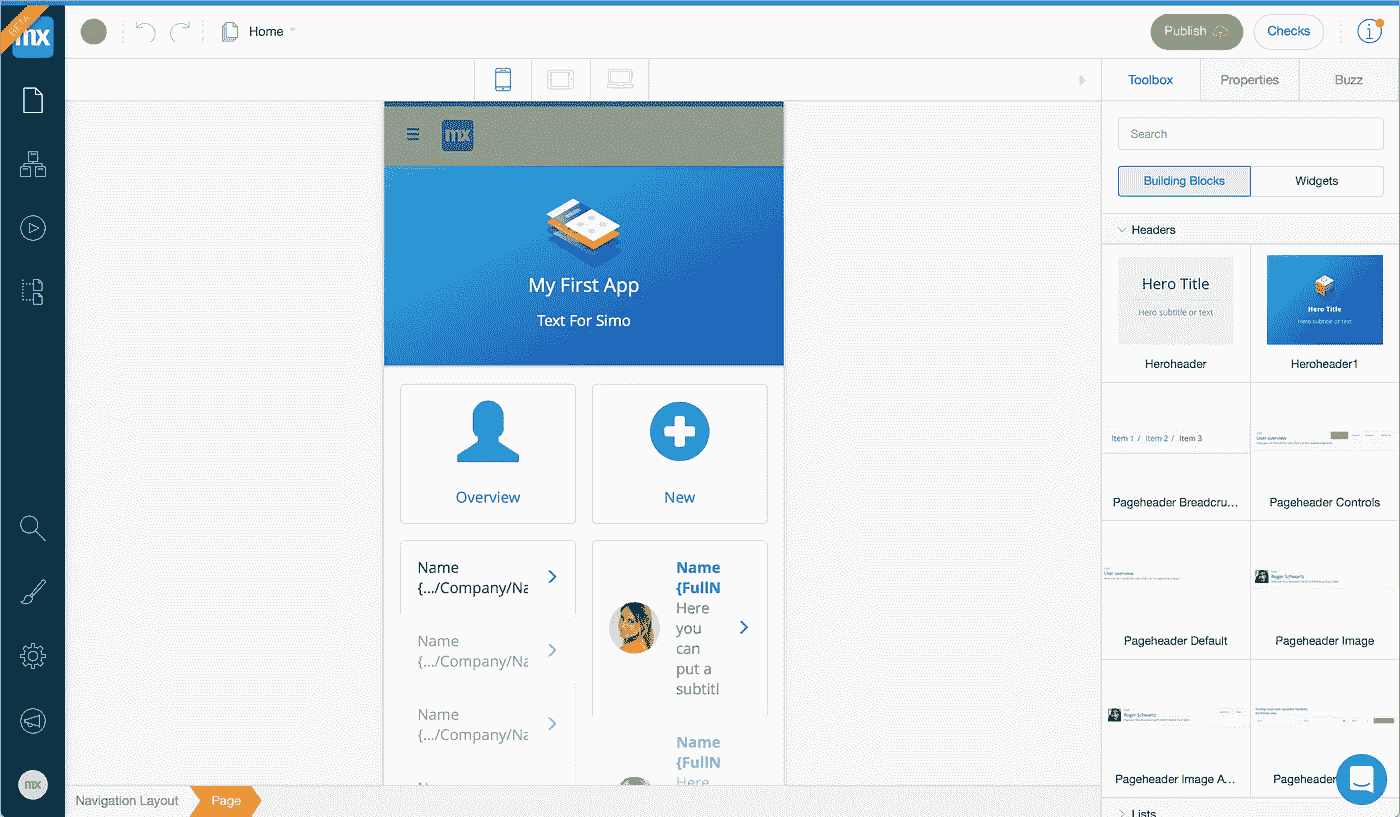 BETA
mx
Home
Publish
Checks
Toolbox
Properties
Buzz
mx
Search
Building Blocks
Widgets
Headers
My First App
Text For Simo
Hero Title
Hero subtitle or text
Heroheader
Hero Title
Hero subtitle or text
Heroheader1
Overview
New
Item 1 / Item 2 / Item 3
User overview
Pageheader Breadcru...
Pageheader Controls
Name
{.../Company/Na
Name
{FullN
Here
you
can
put a
subtitl
User overview
Roger Schwartz
Pageheader Default
Pageheader Image
Name
{.../Company/Na
Name
{.../Company/Na
Roger Schwartz
Name
{FullN
Here
Pageheader Image A...
Pageheader
mx
Navigation Layout
Page
Lists